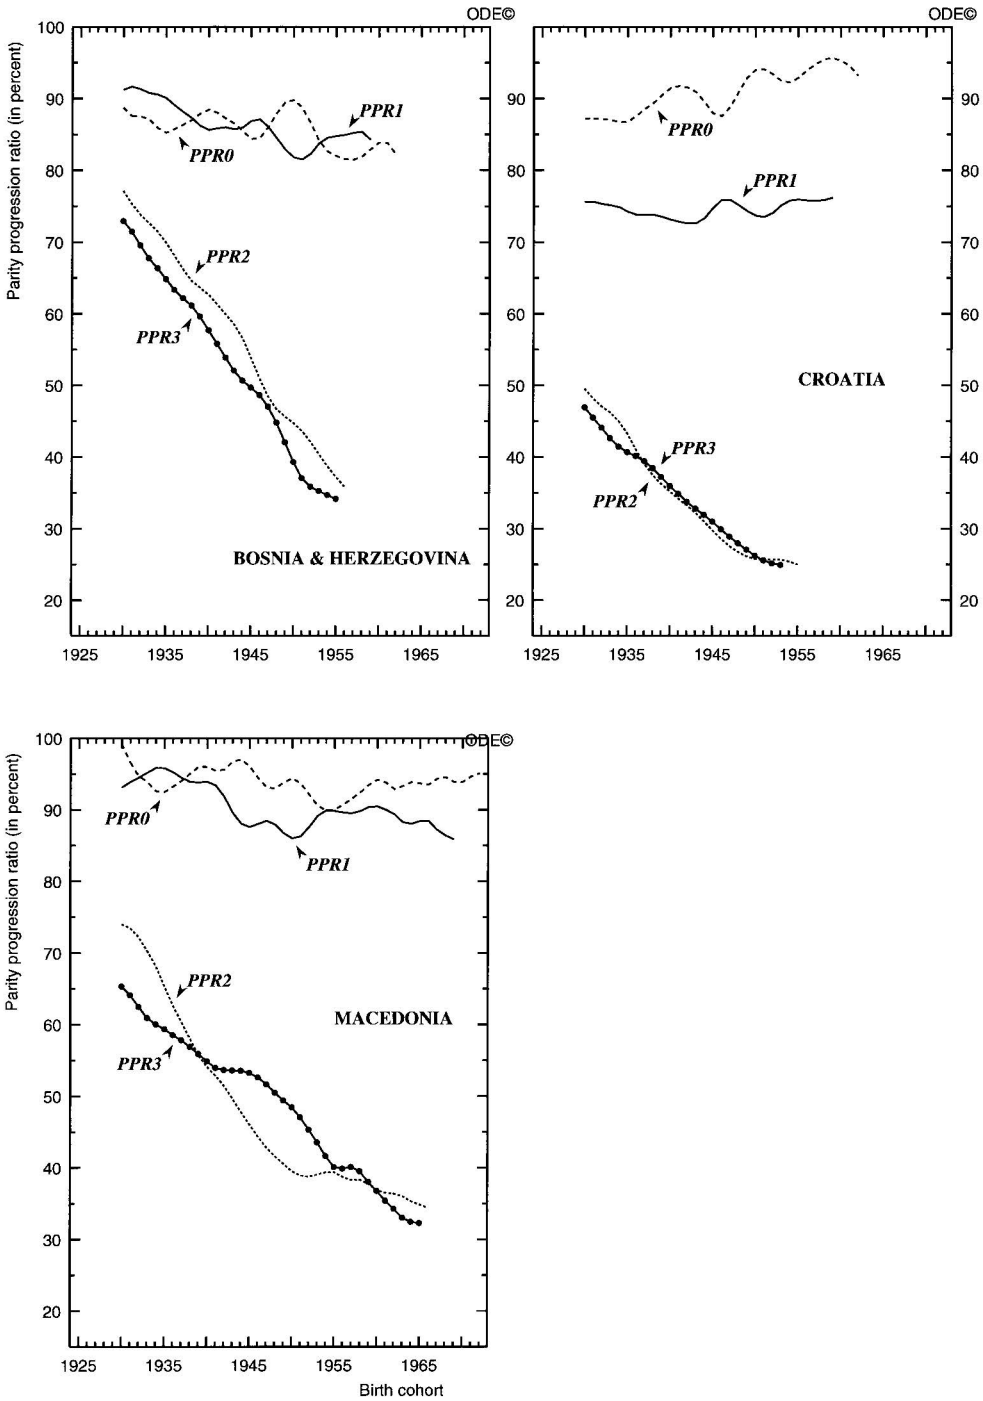 ODE©
Parity progression ratio (in percent)
100
90
80
70
60
50
40
30
20
PPR1
PPR0
PPR2
PPR3
BOSNIA & HERZEGOVINA
1925 1935 1945 1955 1965
ODE©
90
80
70
60
50
40
30
20
PPR0
PPR1
CROATIA
PPR3
PPR2
90
80
70
60
50
40
30
20
1925 1935 1945 1955 1965
ODE©
Parity progression ratio (in percent)
100
90
80
70
60
50
40
30
20
PPR0
PPR1
PPR2
MACEDONIA
PPR3
1925 1935 1945 1955 1965
Birth cohort